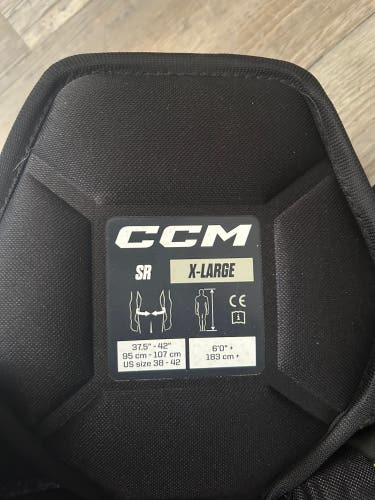 CCM
SR X-LARGE
CE
37.5" - 42"
95 cm - 107 cm
US size 38 - 42
6'0" +
183 cm +